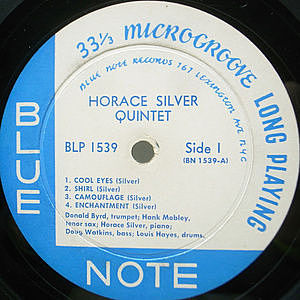 33⅓ MICROGROOVE LONG PLAYING
BLUE NOTE RECORDS 767 LEXINGTON AVE NYC
HORACE SILVER
QUINTET
BLP 1539 Side 1
(BN 1539-A)
1. COOL EYES (Silver)
2. SHIRL (Silver)
3. CAMOUFLAGE (Silver)
4. ENCHANTMENT (Silver)
Donald Byrd, trumpet; Hank Mobley,
tenor sax; Horace Silver, piano;
Doug Watkins, bass; Louis Hayes, drums.
BLUE
NOTE